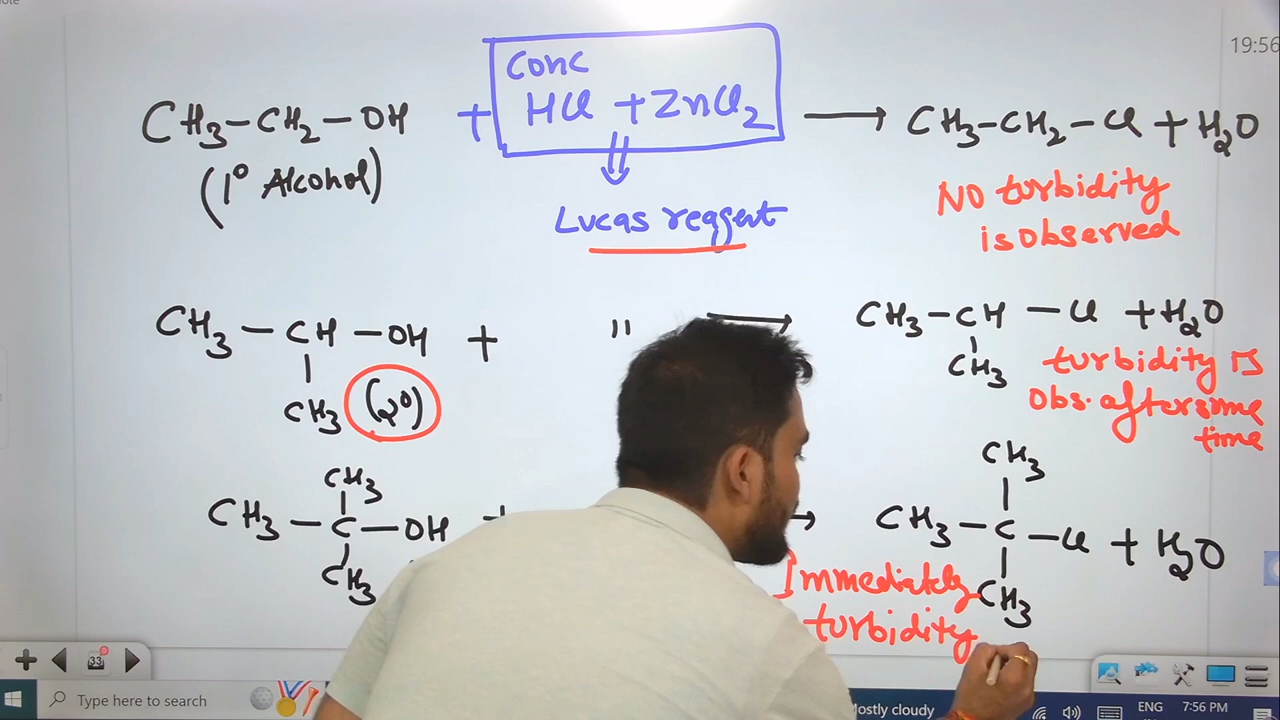 note
19:56
Conc
CH3-CH2-OH + HCl + ZnCl2 → CH3-CH2-Cl + H2O
(1° Alcohol)
Lucas reagent
NO turbidity
is observed
CH3-CH-OH + " → CH3-CH-Cl + H2O
CH3 (2°)
CH3
turbidity is
Obs. after some
time
CH3
CH3
CH3-C-OH + → CH3-C-Cl + H2O
CH3
CH3
Immediately
turbidity
33
Type here to search
Mostly cloudy
ENG
7:56 PM